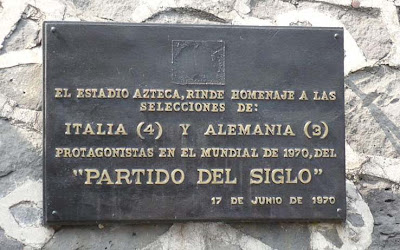 EL ESTADIO AZTECA, RINDE HOMENAJE A LAS
SELECCIONES DE:
ITALIA (4) Y ALEMANIA (3)
PROTAGONISTAS EN EL MUNDIAL DE 1970, DEL
"PARTIDO DEL SIGLO"
17 DE JUNIO DE 1970